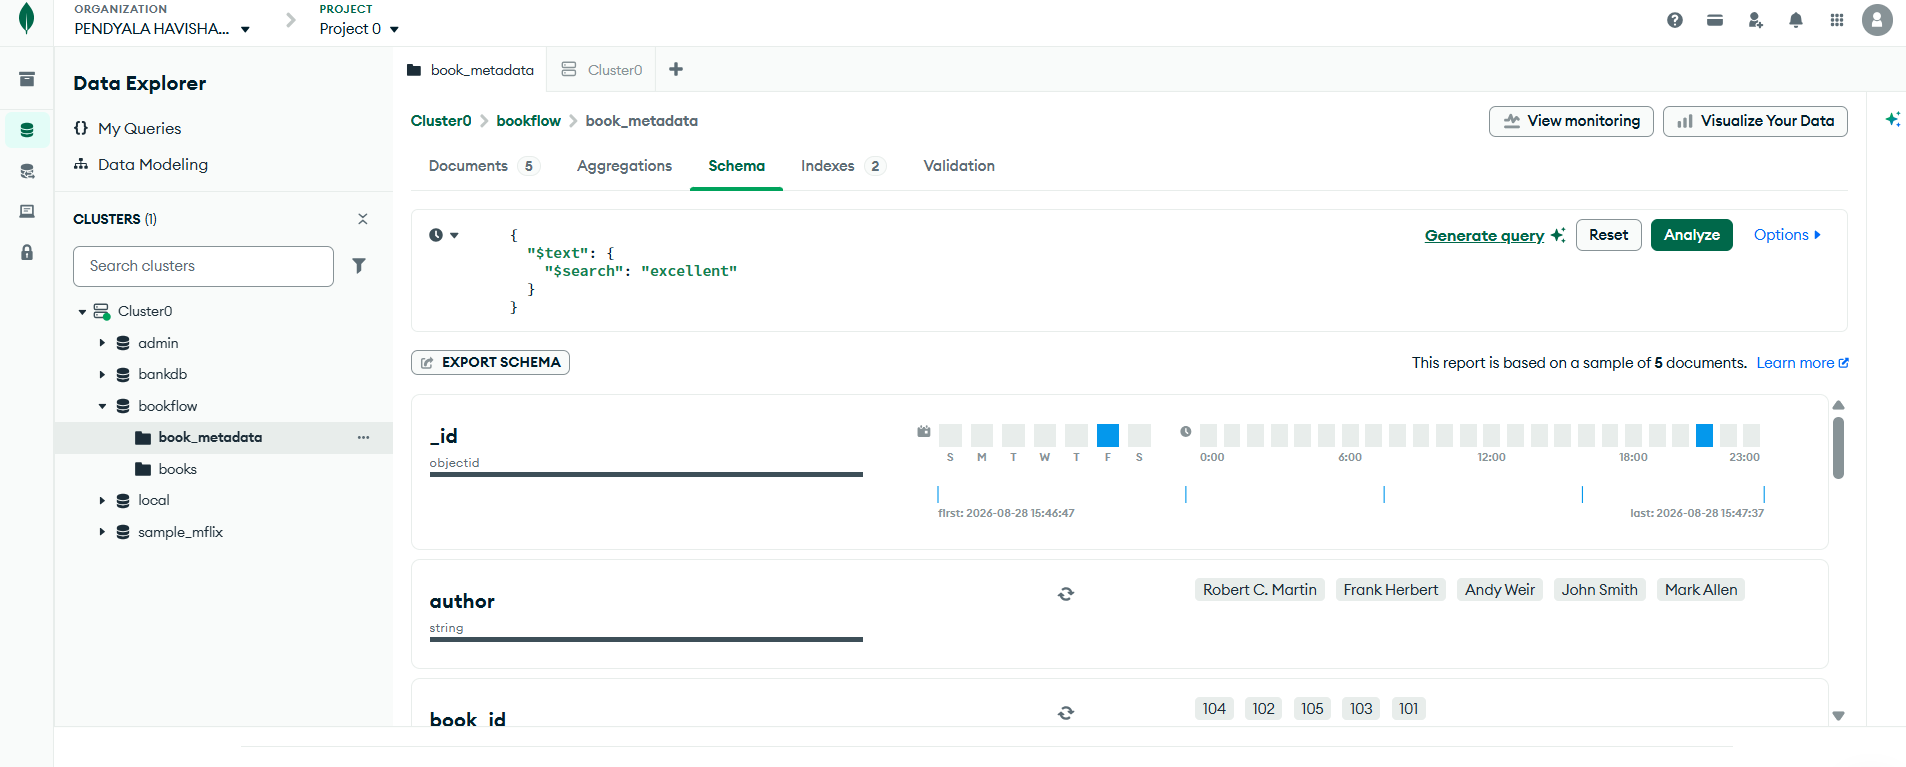 ORGANIZATION
PENDYALA HAVISHA...
PROJECT
Project 0
Data Explorer
My Queries
Data Modeling
CLUSTERS (1)
Search clusters
Cluster0
admin
bankdb
bookflow
book_metadata
books
local
sample_mflix
book_metadata
Cluster0
Cluster0 bookflow book_metadata
View monitoring
Visualize Your Data
Documents 5
Aggregations
Schema
Indexes 2
Validation
{
"$text": {
"$search": "excellent"
}
}
Generate query
Reset
Analyze
Options
EXPORT SCHEMA
This report is based on a sample of 5 documents. Learn more
_id
objectid
S M T W T F S
0:00 6:00 12:00 18:00 23:00
first: 2026-08-28 15:46:47
last: 2026-08-28 15:47:37
author
string
Robert C. Martin Frank Herbert Andy Weir John Smith Mark Allen
book_id
104 102 105 103 101